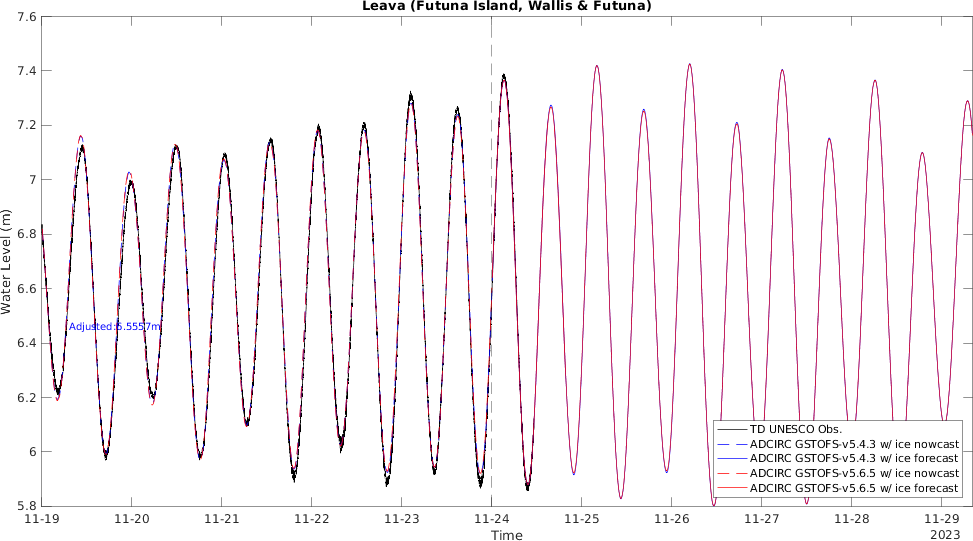 Leava (Futuna Island, Wallis & Futuna)
7.6
7.4
7.2
7
6.8
6.6
6.4
6.2
6
5.8
Water Level (m)
Adjusted:5.5557m
TD UNESCO Obs.
ADCIRC GSTOFS-v5.4.3 w/ ice nowcast
ADCIRC GSTOFS-v5.4.3 w/ ice forecast
ADCIRC GSTOFS-v5.6.5 w/ ice nowcast
ADCIRC GSTOFS-v5.6.5 w/ ice forecast
11-19 11-20 11-21 11-22 11-23 11-24 11-25 11-26 11-27 11-28 11-29
Time
2023